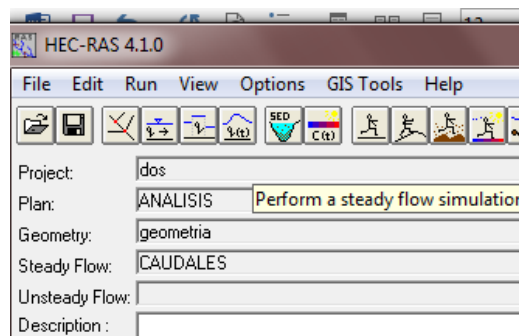 HEC-RAS 4.1.0
File Edit Run View Options GIS Tools Help
SED
Q(t) C(t)
Project: dos
Plan: ANALISIS Perform a steady flow simulation
Geometry: geometria
Steady Flow: CAUDALES
Unsteady Flow:
Description :